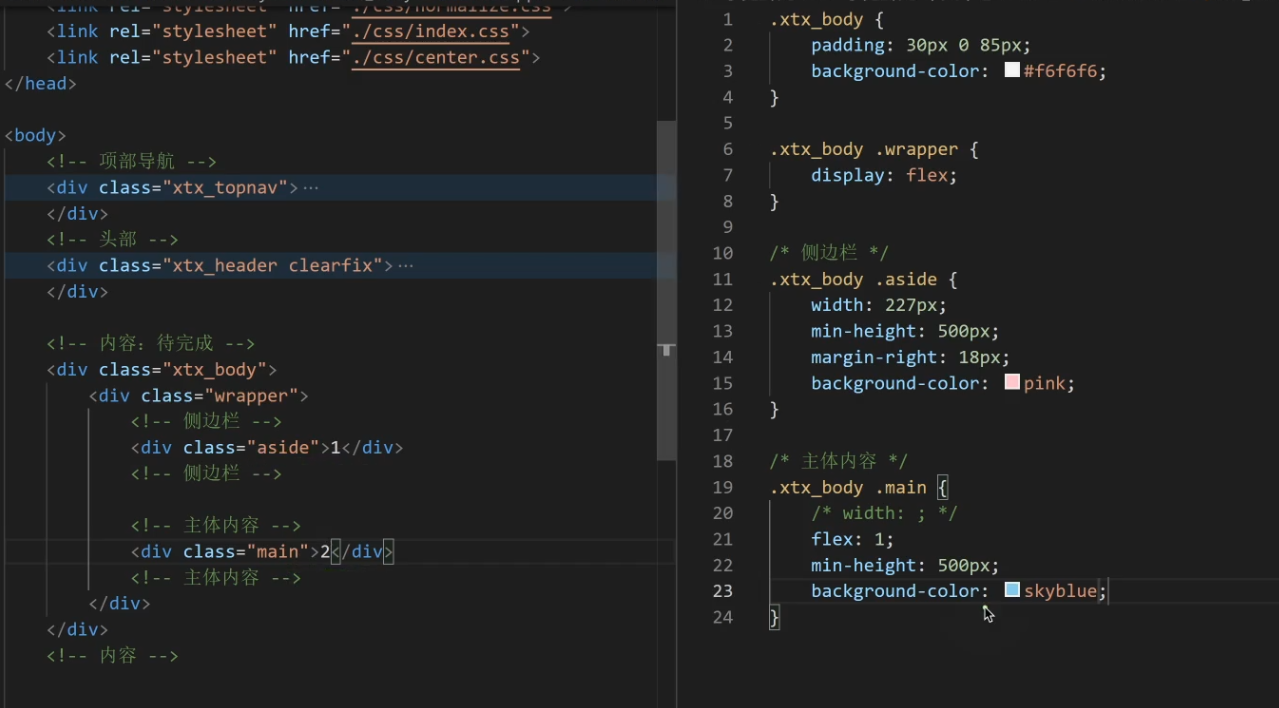 <link rel="stylesheet" href="./css/normalize.css">
<link rel="stylesheet" href="./css/index.css">
<link rel="stylesheet" href="./css/center.css">
</head>
<body>
<!-- 项部导航 -->
<div class="xtx_topnav">···
</div>
<!-- 头部 -->
<div class="xtx_header clearfix">···
</div>
<!-- 内容: 待完成 -->
<div class="xtx_body">
<div class="wrapper">
<!-- 侧边栏 -->
<div class="aside">1</div>
<!-- 侧边栏 -->
<!-- 主体内容 -->
<div class="main">2</div>
<!-- 主体内容 -->
</div>
</div>
<!-- 内容 -->
1 .xtx_body {
2 padding: 30px 0 85px;
3 background-color: #f6f6f6;
4 }
5
6 .xtx_body .wrapper {
7 display: flex;
8 }
9
10 /* 侧边栏 */
11 .xtx_body .aside {
12 width: 227px;
13 min-height: 500px;
14 margin-right: 18px;
15 background-color: pink;
16 }
17
18 /* 主体内容 */
19 .xtx_body .main {
20 /* width: ; */
21 flex: 1;
22 min-height: 500px;
23 background-color: skyblue;
24 }